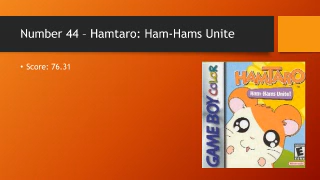 Number 44 – Hamtaro: Ham-Hams Unite
• Score: 76.31
GAME BOY COLOR
HAMTARO
Ham-Hams Unite!
E